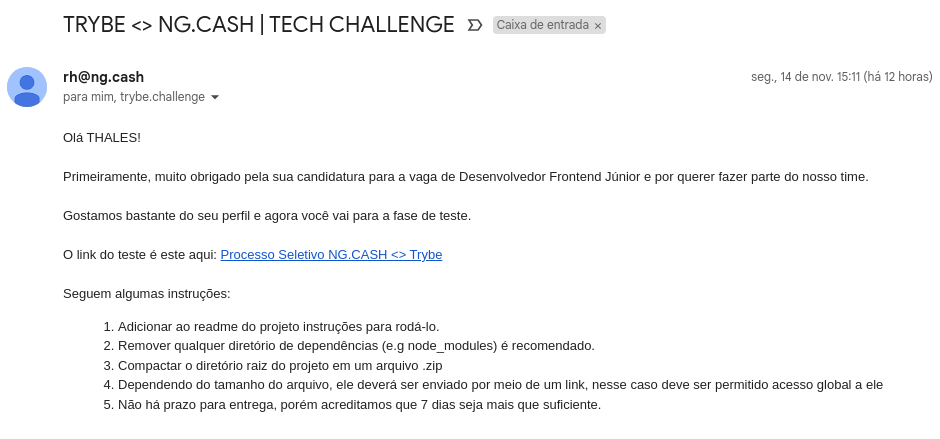 TRYBE <> NG.CASH | TECH CHALLENGE Caixa de entrada ×
rh@ng.cash seg., 14 de nov. 15:11 (há 12 horas)
para mim, trybe.challenge
Olá THALES!
Primeiramente, muito obrigado pela sua candidatura para a vaga de Desenvolvedor Frontend Júnior e por querer fazer parte do nosso time.
Gostamos bastante do seu perfil e agora você vai para a fase de teste.
O link do teste é este aqui: Processo Seletivo NG.CASH <> Trybe
Seguem algumas instruções:
1. Adicionar ao readme do projeto instruções para rodá-lo.
2. Remover qualquer diretório de dependências (e.g node_modules) é recomendado.
3. Compactar o diretório raiz do projeto em um arquivo .zip
4. Dependendo do tamanho do arquivo, ele deverá ser enviado por meio de um link, nesse caso deve ser permitido acesso global a ele
5. Não há prazo para entrega, porém acreditamos que 7 dias seja mais que suficiente.